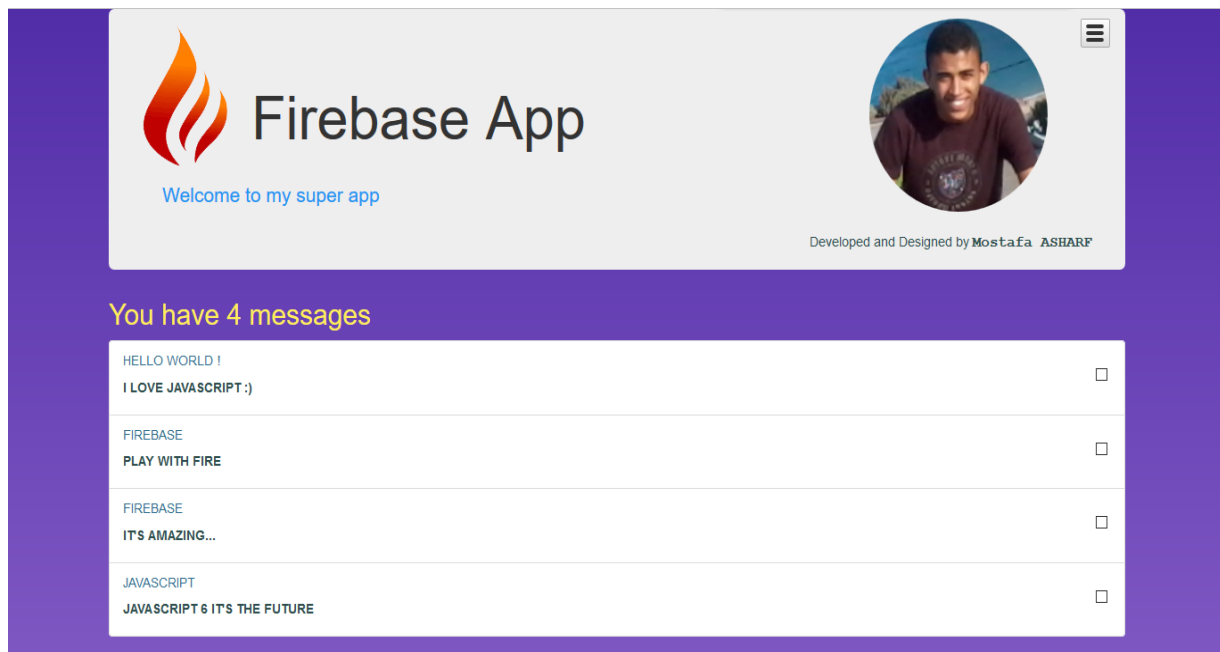 Firebase App
Welcome to my super app
Developed and Designed by Mostafa ASHARF
You have 4 messages
HELLO WORLD !
I LOVE JAVASCRIPT :)
FIREBASE
PLAY WITH FIRE
FIREBASE
IT'S AMAZING...
JAVASCRIPT
JAVASCRIPT 6 IT'S THE FUTURE